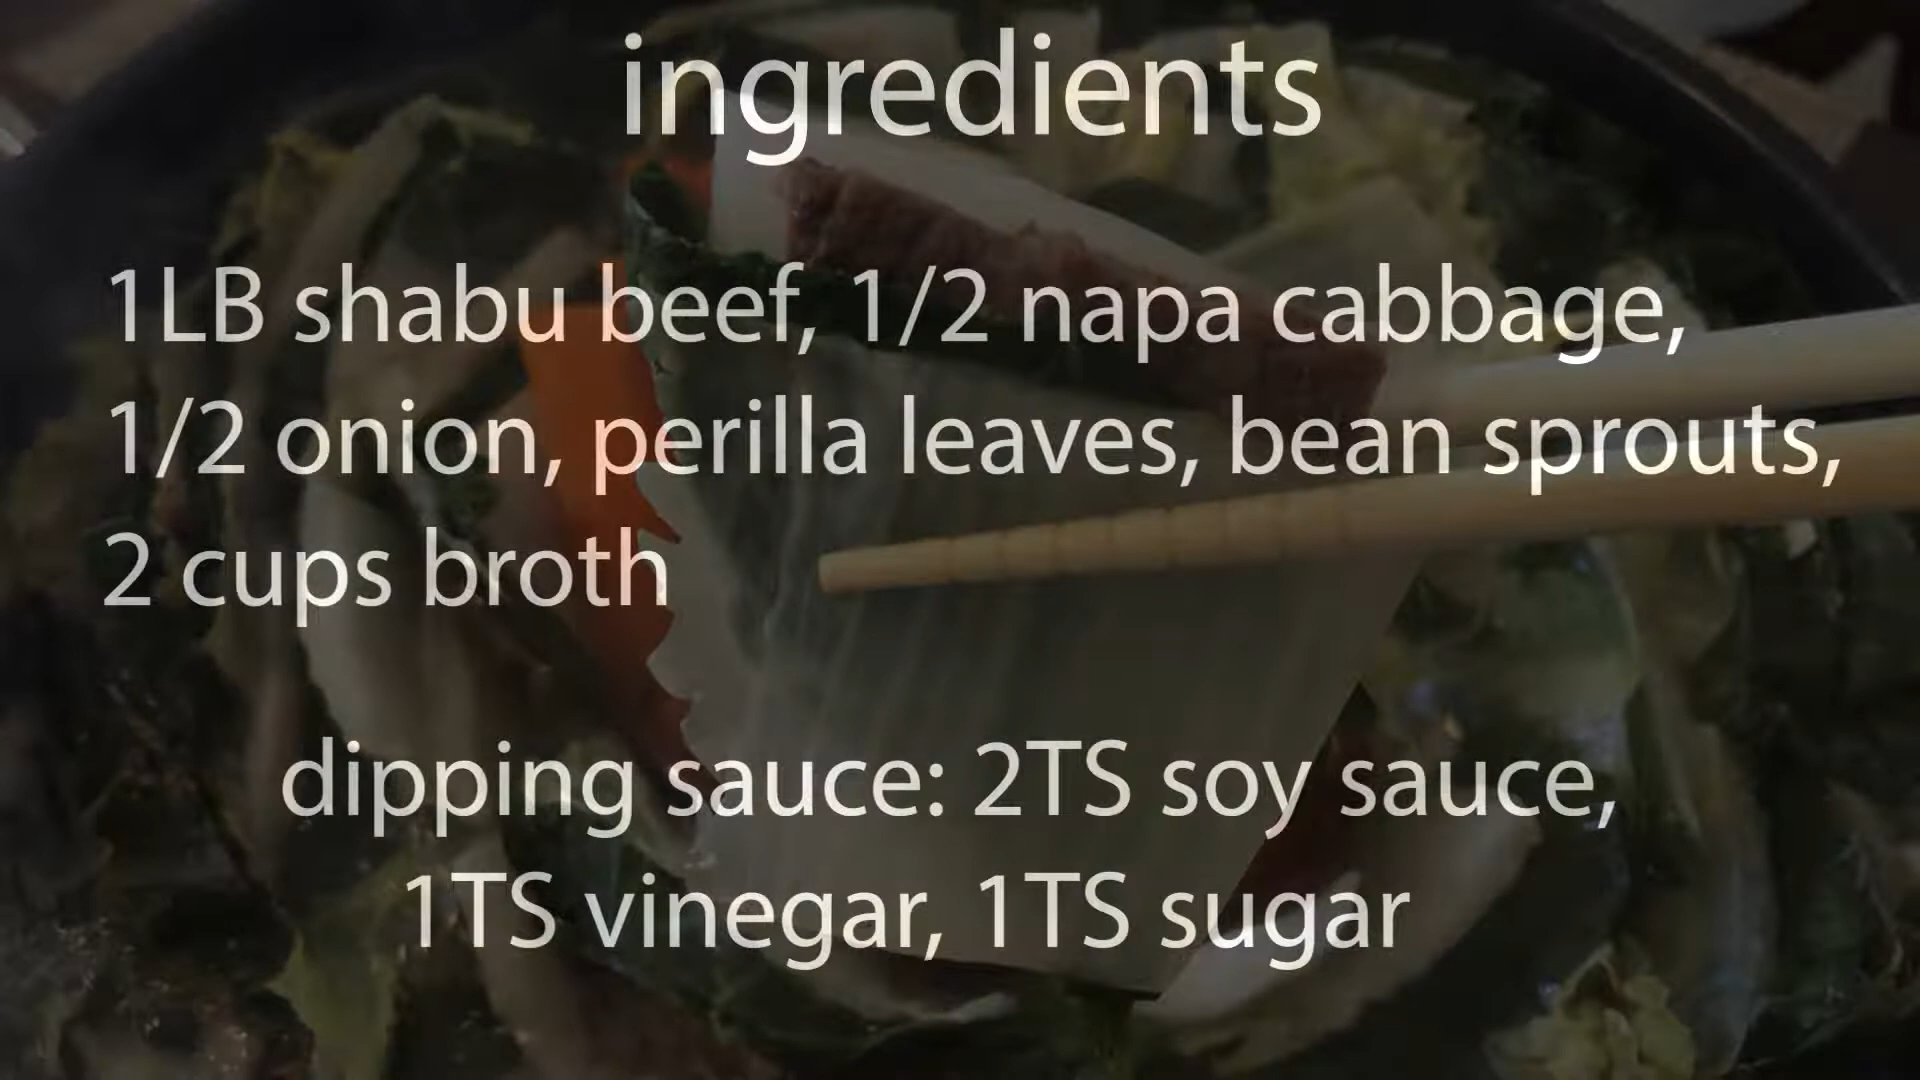 ingredients
1LB shabu beef, 1/2 napa cabbage,
1/2 onion, perilla leaves, bean sprouts,
2 cups broth
dipping sauce: 2TS soy sauce,
1TS vinegar, 1TS sugar